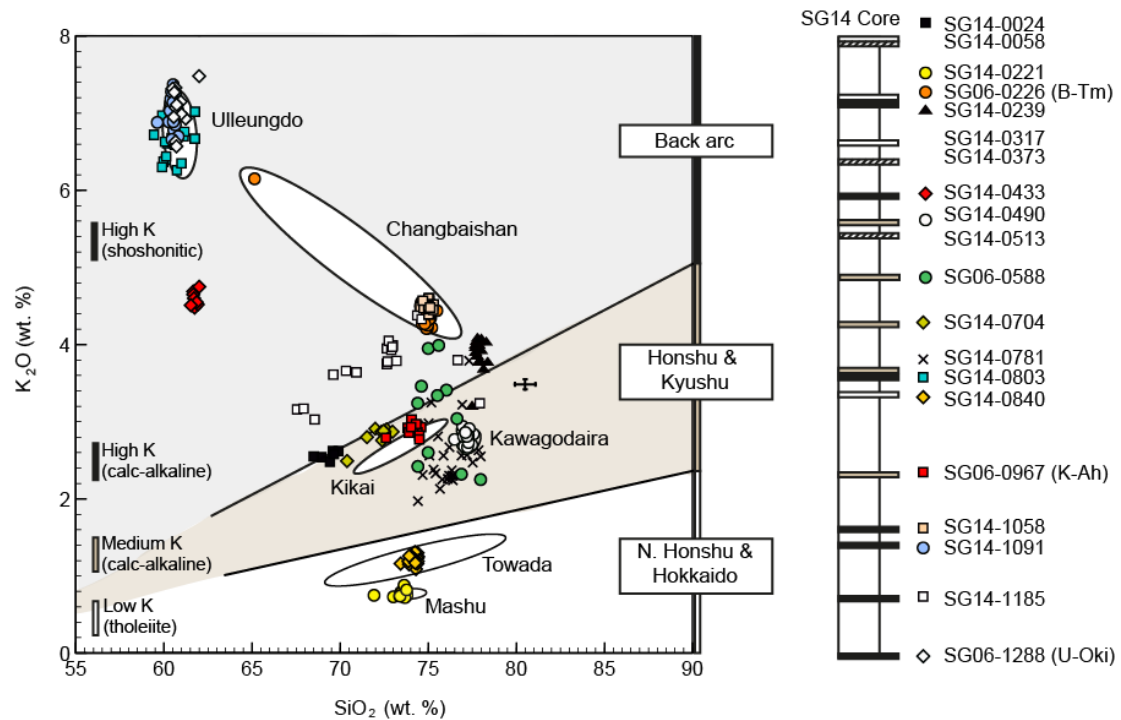 SG14 Core
8
6
4
2
0
K₂O (wt. %)
55
60
65
70
75
80
85
90
SiO₂ (wt. %)
Ulleungdo
Changbaishan
Kawagodaira
Kikai
Towada
Mashu
High K
(shoshonitic)
High K
(calc-alkaline)
Medium K
(calc-alkaline)
Low K
(tholeiite)
Back arc
Honshu &
Kyushu
N. Honshu &
Hokkaido
SG14-0024
SG14-0058
SG14-0221
SG06-0226 (B-Tm)
SG14-0239
SG14-0317
SG14-0373
SG14-0433
SG14-0490
SG14-0513
SG06-0588
SG14-0704
SG14-0781
SG14-0803
SG14-0840
SG06-0967 (K-Ah)
SG14-1058
SG14-1091
SG14-1185
SG06-1288 (U-Oki)